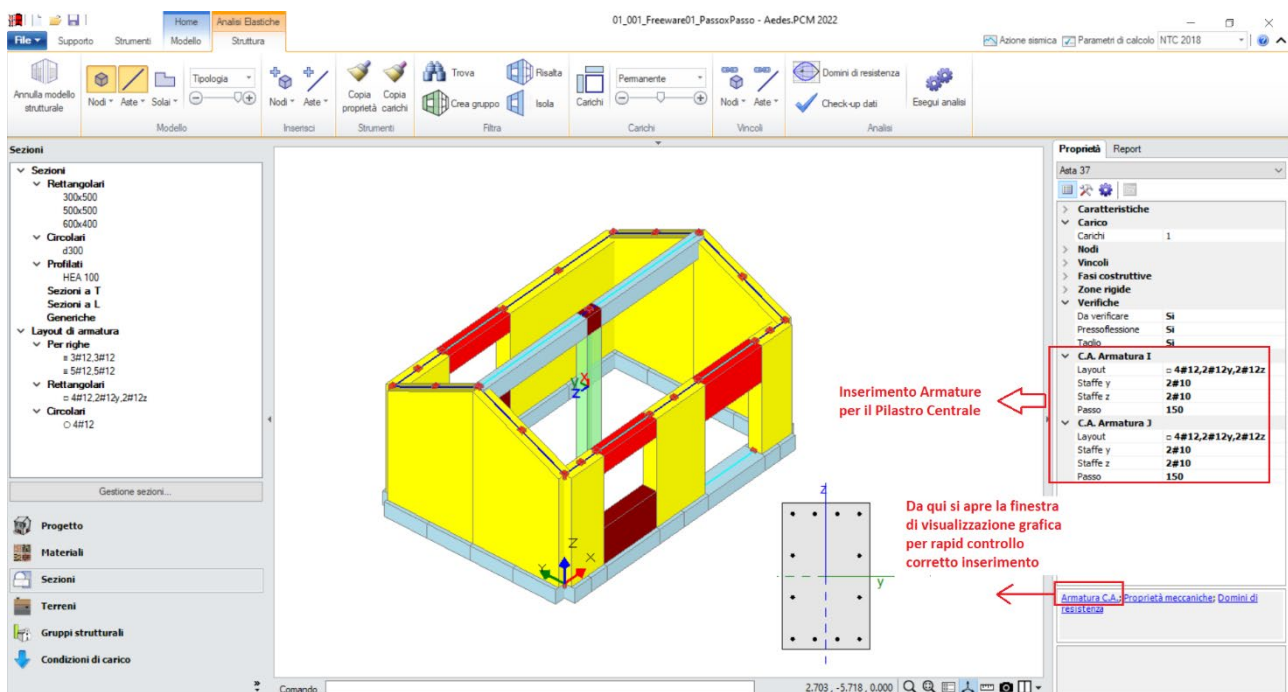 01_001_Freeware01_PassoxPasso - Aedes.PCM 2022
Home
Analisi Elastiche
File
Supporto
Strumenti
Modello
Struttura
Azione sismica
Parametri di calcolo
NTC 2018
Annulla modello
strutturale
Nodi
Aste
Solai
Tipologia
Modello
Nodi
Aste
Inserisci
Copia
proprietà
Copia
carichi
Strumenti
Trova
Crea gruppo
Risalta
Isola
Filtra
Carichi
Permanente
Carichi
Nodi
Aste
Vincoli
Domini di resistenza
Check-up dati
Esegui analisi
Analisi
Sezioni
Sezioni
Rettangolari
300x500
500x500
600x400
Circolari
d300
Profilati
HEA 100
Sezioni a T
Sezioni a L
Generiche
Layout di armatura
Per righe
3#12,3#12
5#12,5#12
Rettangolari
4#12,2#12y,2#12z
Circolari
4#12
Gestione sezioni...
Progetto
Materiali
Sezioni
Terreni
Gruppi strutturali
Condizioni di carico
Y
X
Z
Z
X
Y
z
y
Inserimento Armature
per il Pilastro Centrale
Da qui si apre la finestra
di visualizzazione grafica
per rapid controllo
corretto inserimento
Proprietà
Report
Asta 37
Caratteristiche
Carico
Carichi 1
Nodi
Vincoli
Fasi costruttive
Zone rigide
Verifiche
Da verificare Sì
Pressoflessione Sì
Taglio Sì
C.A. Armatura I
Layout 4#12,2#12y,2#12z
Staffe y 2#10
Staffe z 2#10
Passo 150
C.A. Armatura J
Layout 4#12,2#12y,2#12z
Staffe y 2#10
Staffe z 2#10
Passo 150
Armatura C.A.; Proprietà meccaniche; Domini di
resistenza
Comando
2.703 , -5.718, 0.000